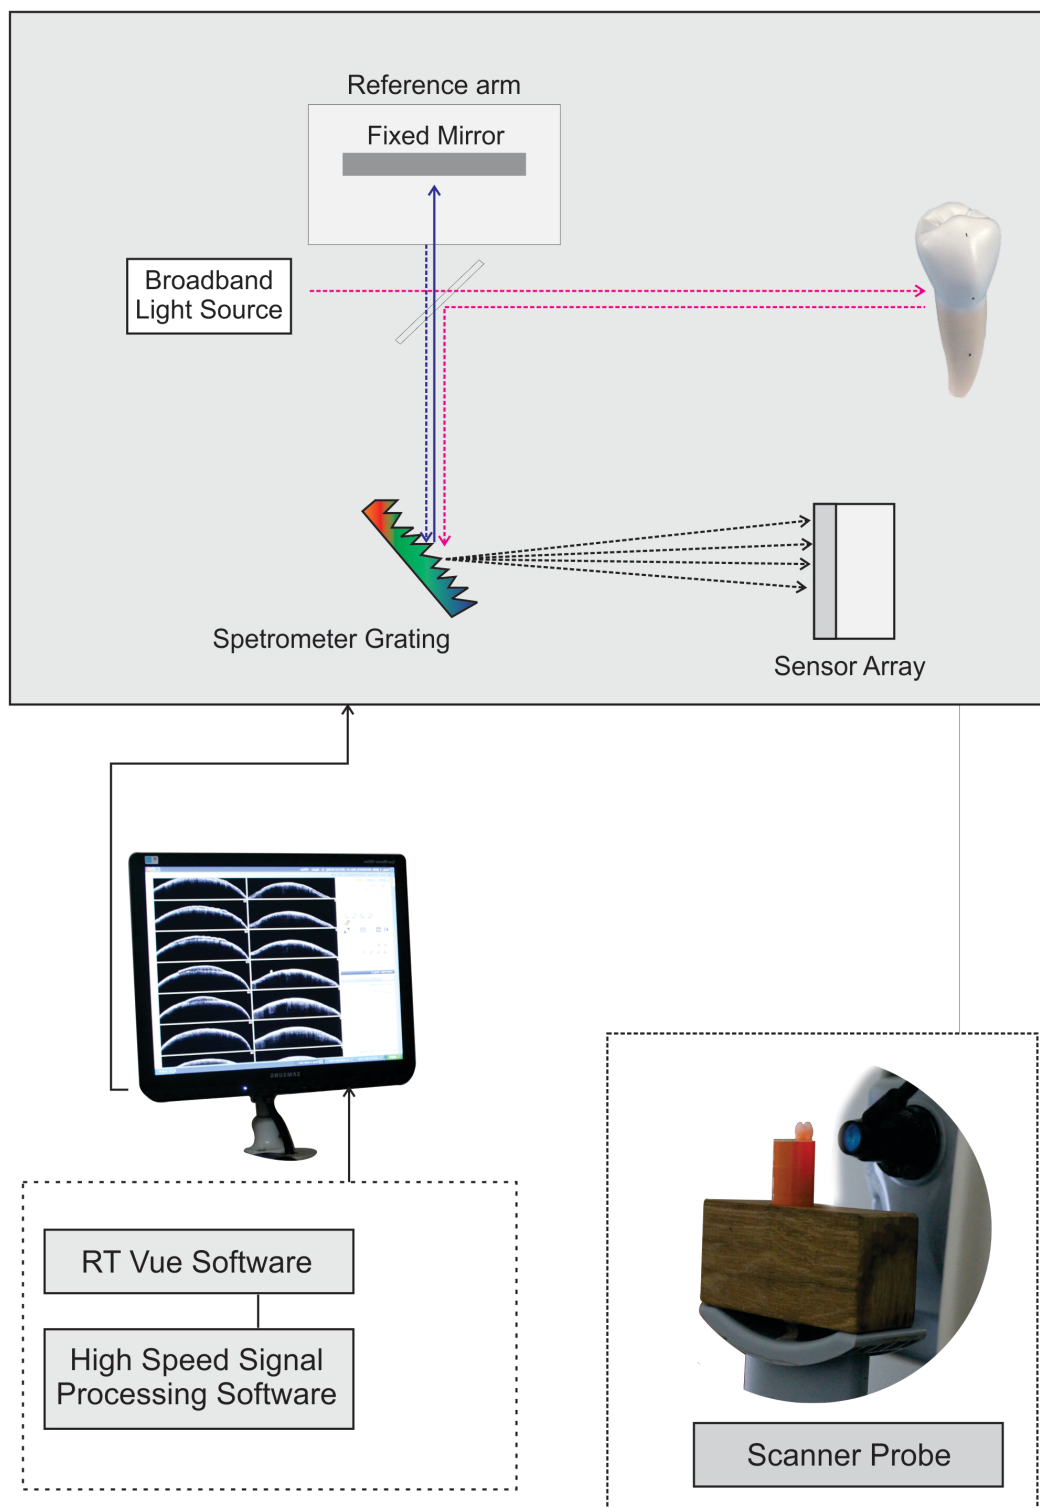 Reference arm
Fixed Mirror
Broadband
Light Source
Spetrometer Grating
Sensor Array
SAMSUNG
RT Vue Software
High Speed Signal
Processing Software
Scanner Probe